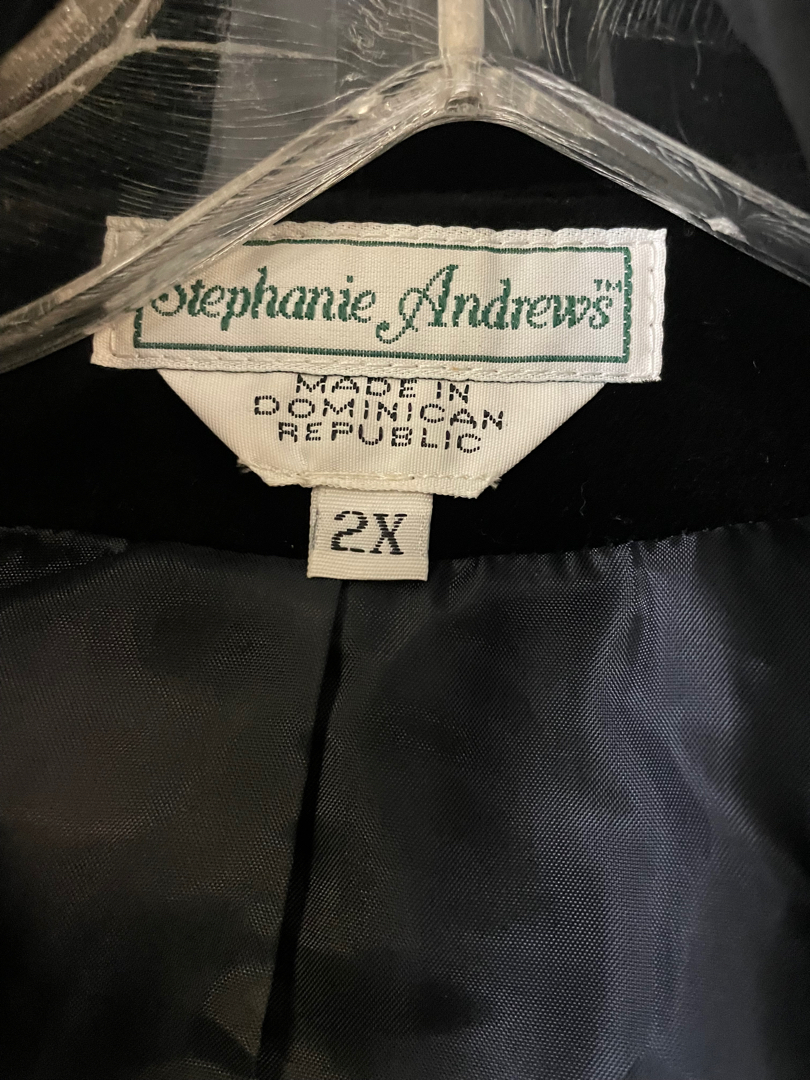 Stephanie Andrews™
MADE IN
DOMINICAN
REPUBLIC
2X